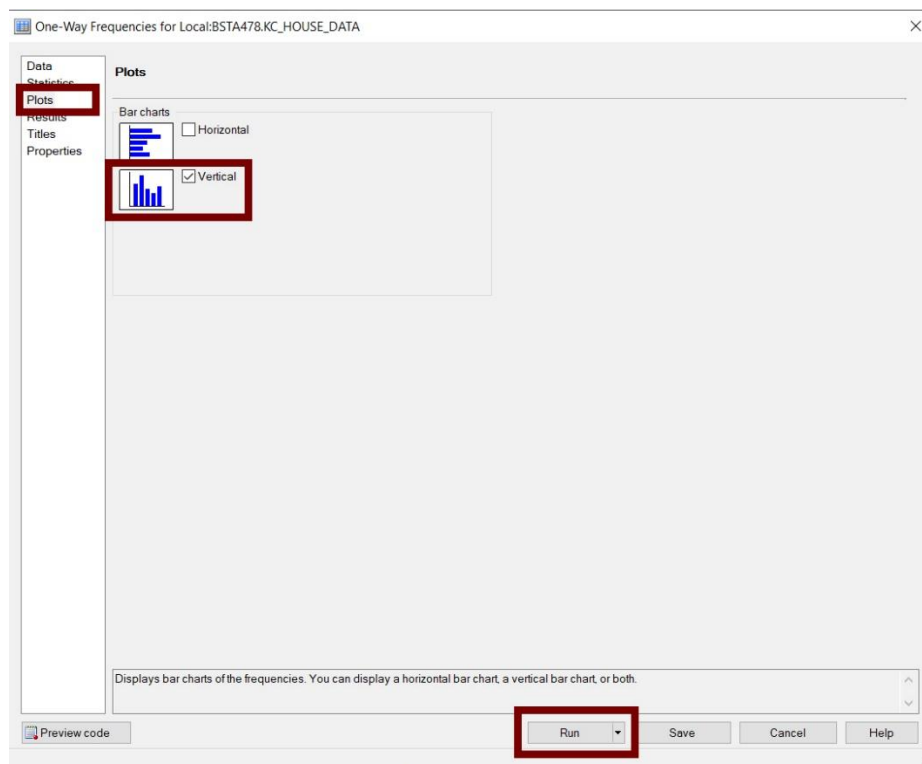 One-Way Frequencies for Local:BSTA478.KC_HOUSE_DATA
Data
Statistics
Plots
Results
Titles
Properties
Plots
Bar charts
Horizontal
Vertical
Displays bar charts of the frequencies. You can display a horizontal bar chart, a vertical bar chart, or both.
Preview code
Run
Save
Cancel
Help